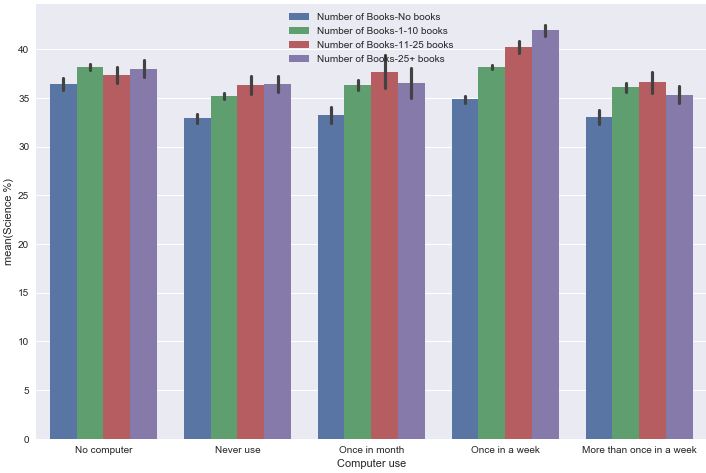 Number of Books-No books
Number of Books-1-10 books
Number of Books-11-25 books
Number of Books-25+ books
mean(Science %)
40
35
30
25
20
15
10
5
0
No computer
Never use
Once in month
Once in a week
More than once in a week
Computer use